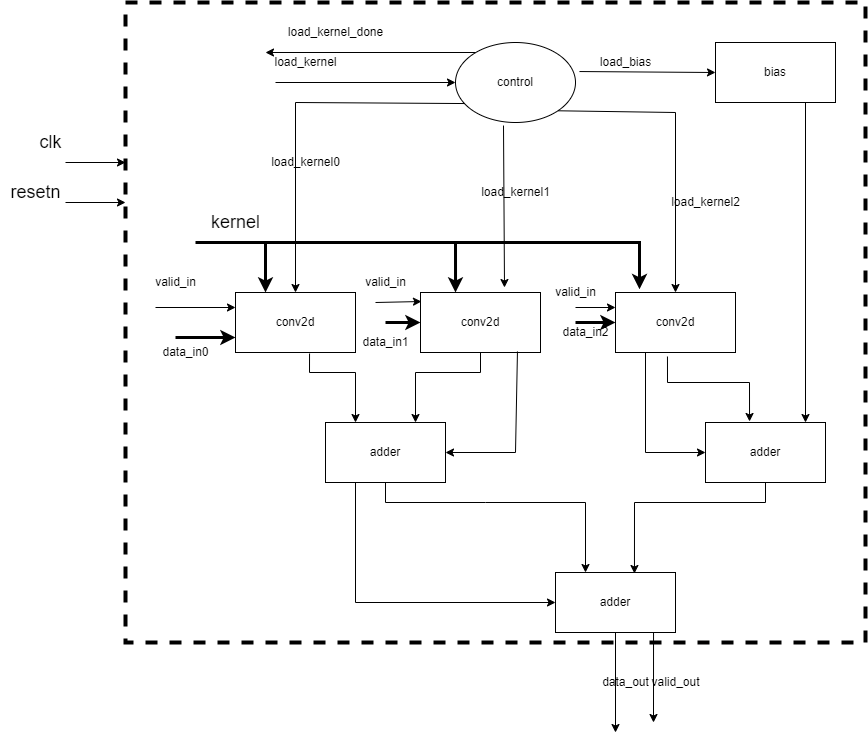 load_kernel_done
load_kernel
control
load_bias
bias
clk
load_kernel0
resetn
load_kernel1
load_kernel2
kernel
valid_in
valid_in
valid_in
conv2d
conv2d
conv2d
data_in0
data_in1
data_in2
adder
adder
adder
data_out
valid_out